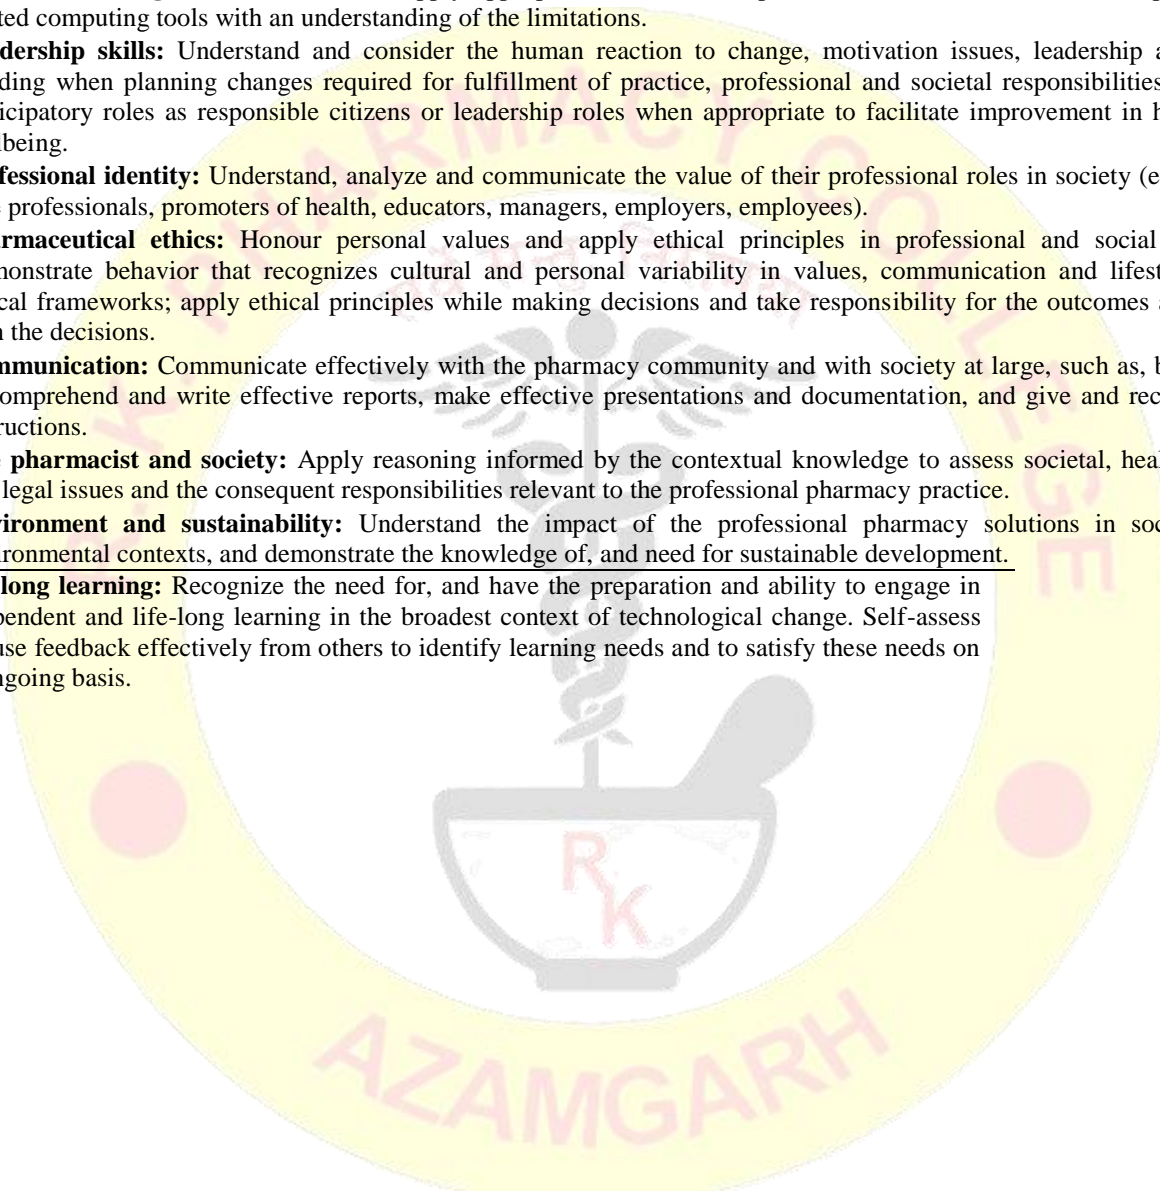 ted computing tools with an understanding of the limitations.
dership skills: Understand and consider the human reaction to change, motivation issues, leadership a
ding when planning changes required for fulfillment of practice, professional and societal responsibilities
icipatory roles as responsible citizens or leadership roles when appropriate to facilitate improvement in h
lbeing.
fessional identity: Understand, analyze and communicate the value of their professional roles in society (e
e professionals, promoters of health, educators, managers, employers, employees).
rmaceutical ethics: Honour personal values and apply ethical principles in professional and social
monstrate behavior that recognizes cultural and personal variability in values, communication and lifest
ical frameworks; apply ethical principles while making decisions and take responsibility for the outcomes a
h the decisions.
mmunication: Communicate effectively with the pharmacy community and with society at large, such as, b
omprehend and write effective reports, make effective presentations and documentation, and give and rec
ructions.
e pharmacist and society: Apply reasoning informed by the contextual knowledge to assess societal, heal
legal issues and the consequent responsibilities relevant to the professional pharmacy practice.
vironment and sustainability: Understand the impact of the professional pharmacy solutions in soc
ironmental contexts, and demonstrate the knowledge of, and need for sustainable development.
long learning: Recognize the need for, and have the preparation and ability to engage in
pendent and life-long learning in the broadest context of technological change. Self-assess
use feedback effectively from others to identify learning needs and to satisfy these needs on
ngoing basis.
R.K. PHARMACY COLLEGE
R
K
AZAMGARH